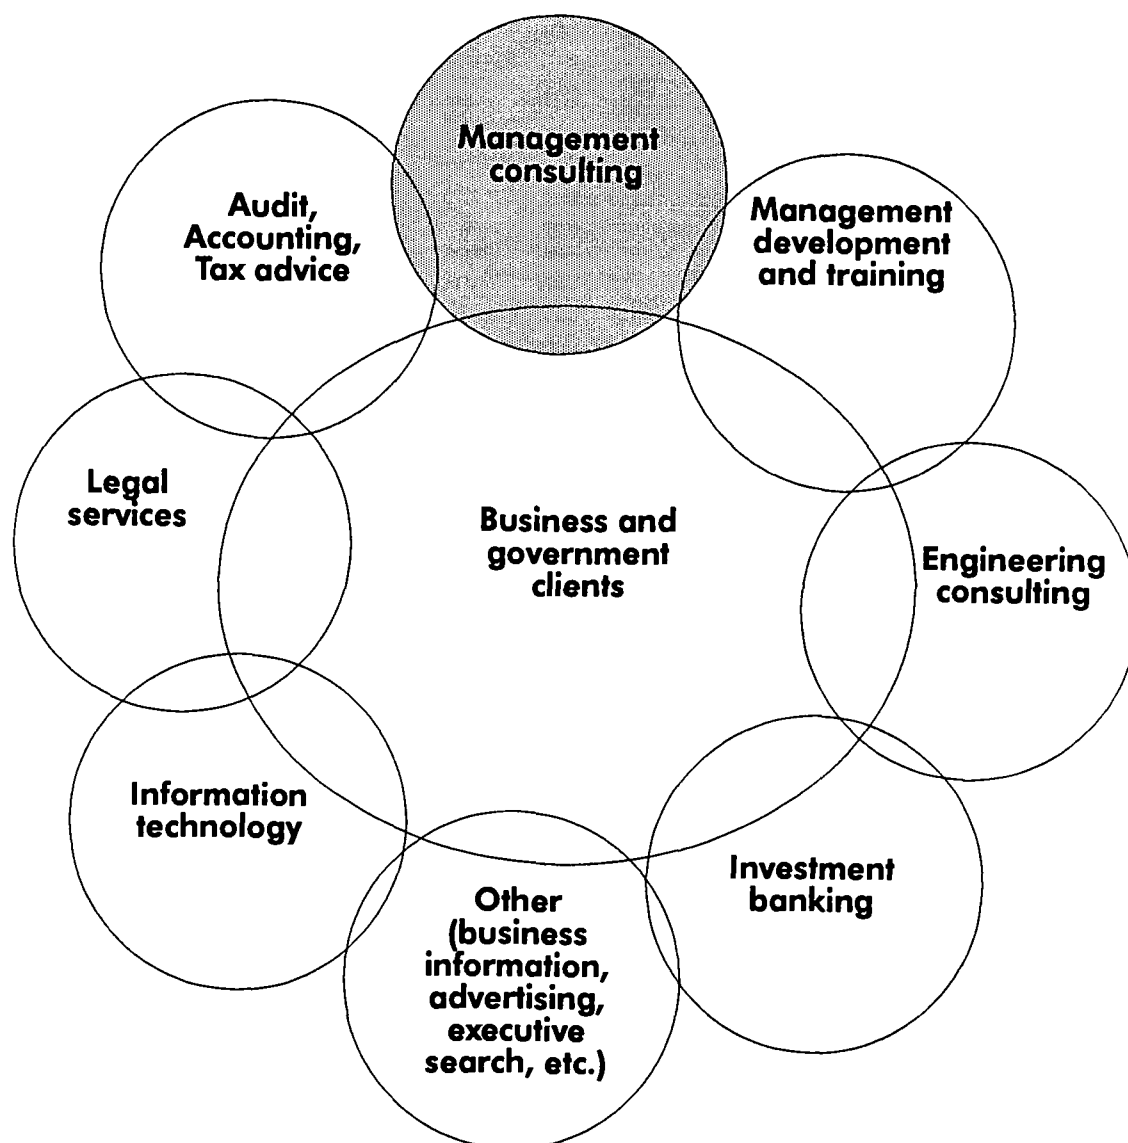 Management
consulting
Audit,
Accounting,
Tax advice
Management
development
and training
Legal
services
Business and
government
clients
Engineering
consulting
Information
technology
Investment
banking
Other
(business
information,
advertising,
executive
search, etc.)